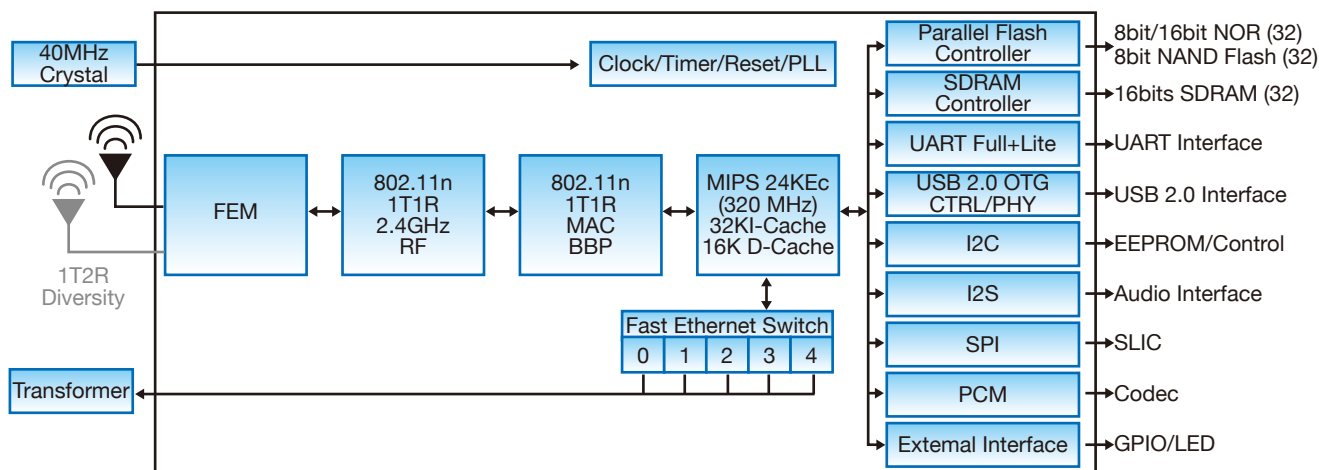 40MHz
Crystal
Clock/Timer/Reset/PLL
1T2R
Diversity
FEM
802.11n
1T1R
2.4GHz
RF
802.11n
1T1R
MAC
BBP
MIPS 24KEc
(320 MHz)
32KI-Cache
16K D-Cache
Fast Ethernet Switch
0 1 2 3 4
Transformer
Parallel Flash
Controller
8bit/16bit NOR (32)
8bit NAND Flash (32)
SDRAM
Controller
16bits SDRAM (32)
UART Full+Lite
UART Interface
USB 2.0 OTG
CTRL/PHY
USB 2.0 Interface
I2C
EEPROM/Control
I2S
Audio Interface
SPI
SLIC
PCM
Codec
External Interface
GPIO/LED